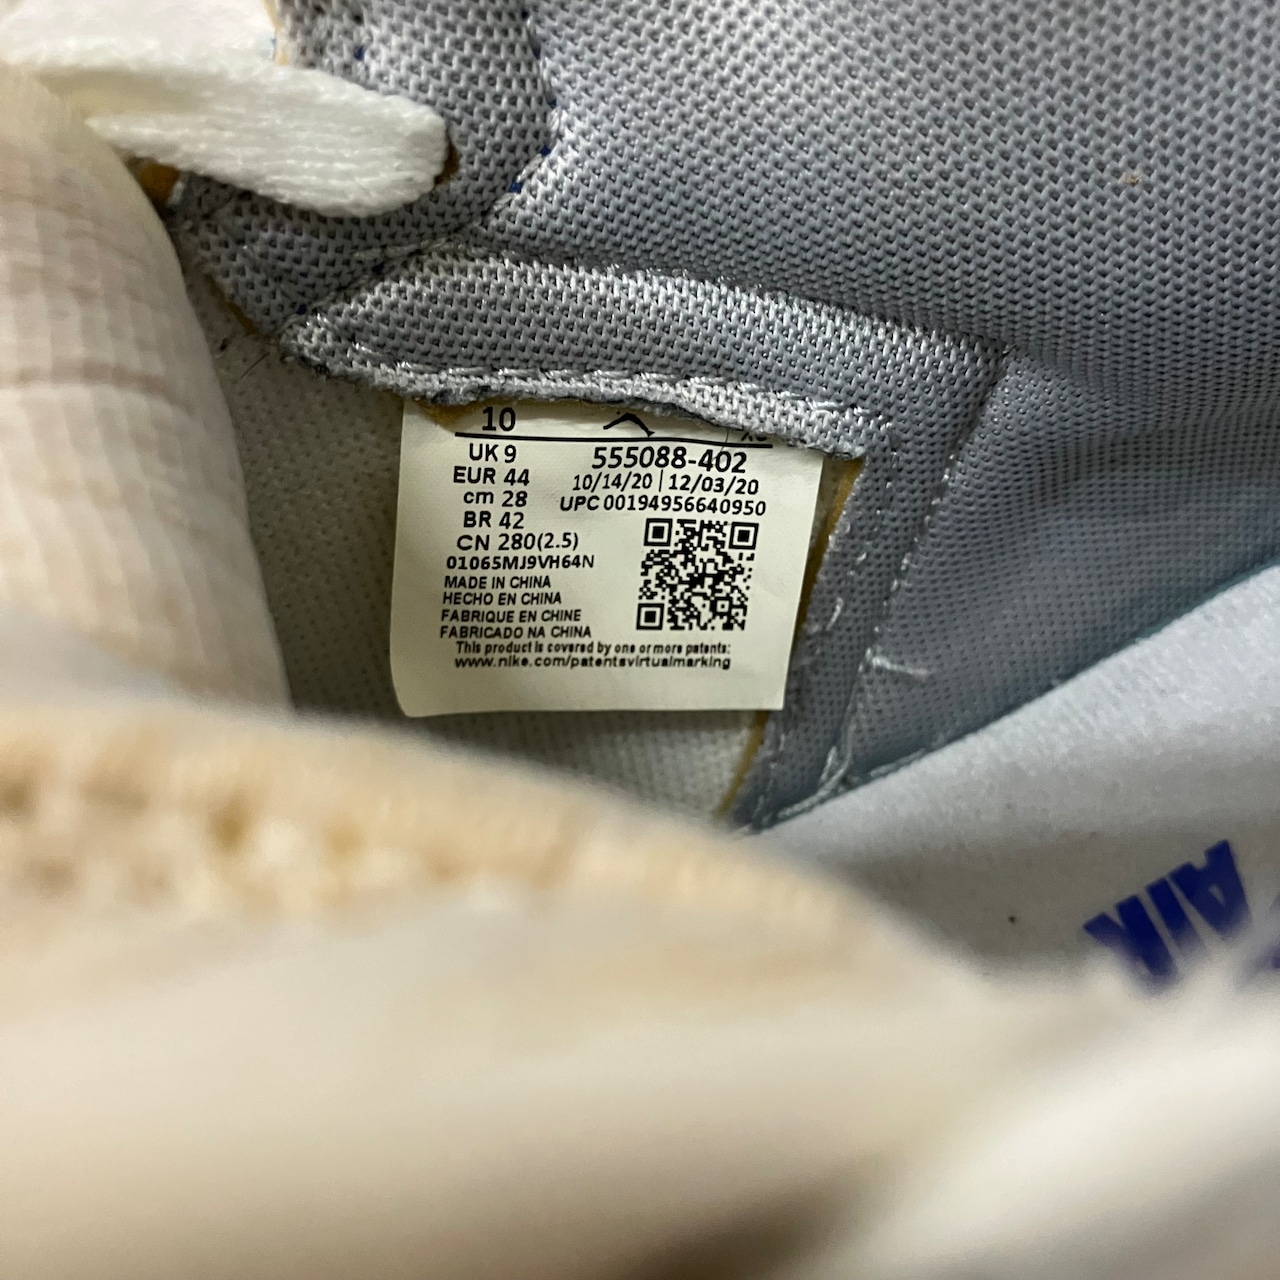 10
UK 9
EUR 44
cm 28
BR 42
CN 280(2.5)
01065MJ9VH64N
MADE IN CHINA
HECHO EN CHINA
FABRIQUE EN CHINE
FABRICADO NA CHINA
555088-402
10/14/20 | 12/03/20
UPC 00194956640950
This product is covered by one or more patents:
www.nike.com/patentsvirtualmarking
AIR